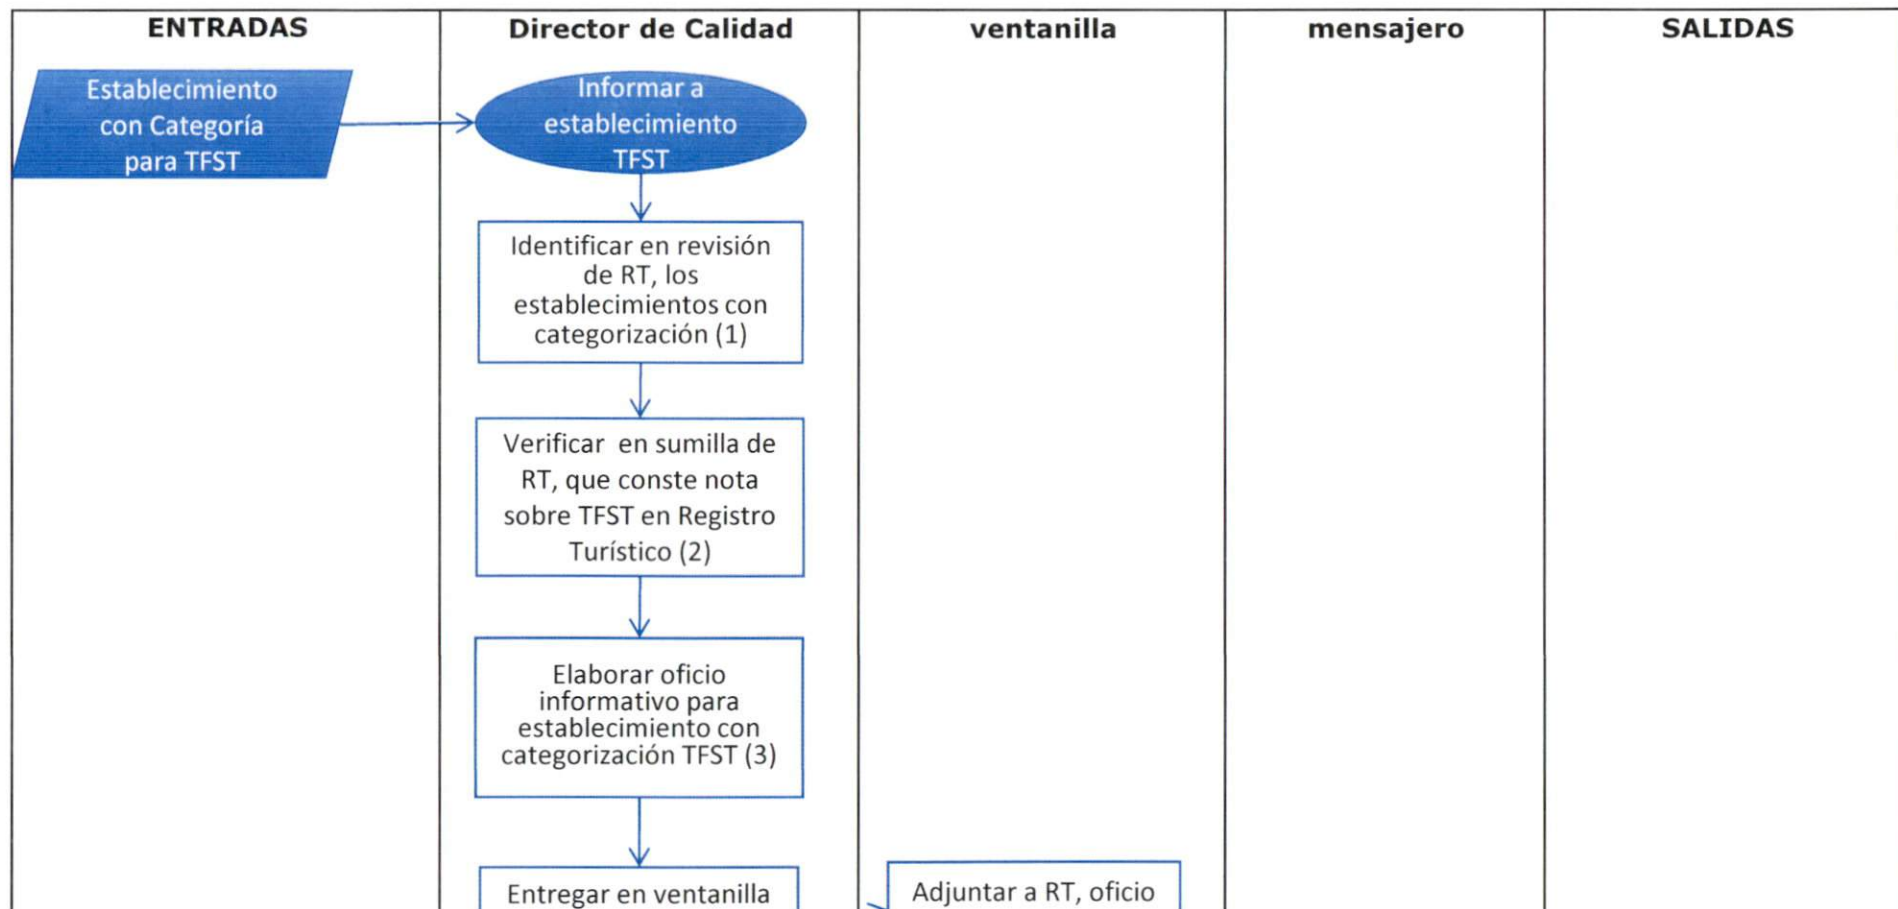 ENTRADAS
Director de Calidad
ventanilla
mensajero
SALIDAS
Establecimiento
con Categoría
para TFST
Informar a
establecimiento
TFST
Identificar en revisión
de RT, los
establecimientos con
categorización (1)
Verificar en sumilla de
RT, que conste nota
sobre TFST en Registro
Turístico (2)
Elaborar oficio
informativo para
establecimiento con
categorización TFST (3)
Entregar en ventanilla
Adjuntar a RT, oficio